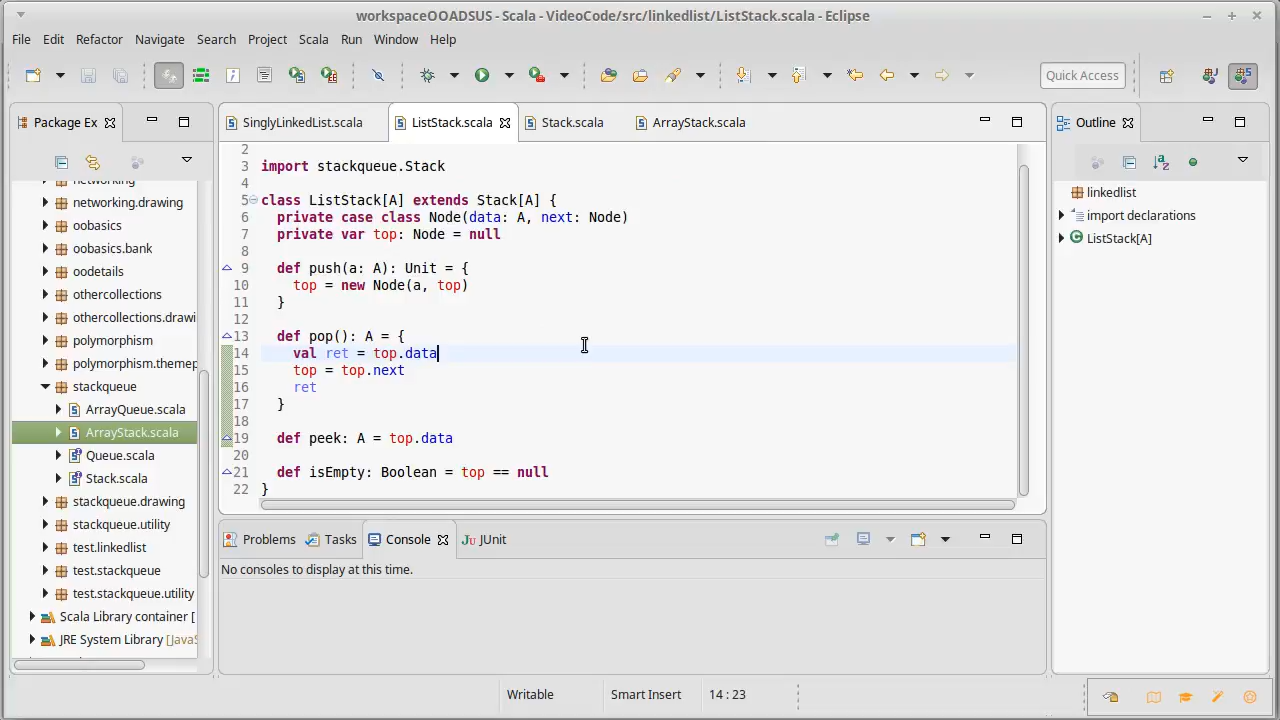 workspaceOOADSUS - Scala - VideoCode/src/linkedlist/ListStack.scala - Eclipse
File Edit Refactor Navigate Search Project Scala Run Window Help
Quick Access
Package Ex
networking
networking.drawing
oobasics
oobasics.bank
oodetails
othercollections
othercollections.drawi
polymorphism
polymorphism.themep
stackqueue
ArrayQueue.scala
ArrayStack.scala
Queue.scala
Stack.scala
stackqueue.drawing
stackqueue.utility
test.linkedlist
test.stackqueue
test.stackqueue.utility
Scala Library container [
JRE System Library [JavaS
SinglyLinkedList.scala ListStack.scala Stack.scala ArrayStack.scala
2
3 import stackqueue.Stack
4
5 class ListStack[A] extends Stack[A] {
6 private case class Node(data: A, next: Node)
7 private var top: Node = null
8
9 def push(a: A): Unit = {
10 top = new Node(a, top)
11 }
12
13 def pop(): A = {
14 val ret = top.data
15 top = top.next
16 ret
17 }
18
19 def peek: A = top.data
20
21 def isEmpty: Boolean = top == null
22 }
Problems Tasks Console JUnit
No consoles to display at this time.
Outline
linkedlist
import declarations
ListStack[A]
Writable Smart Insert 14 : 23